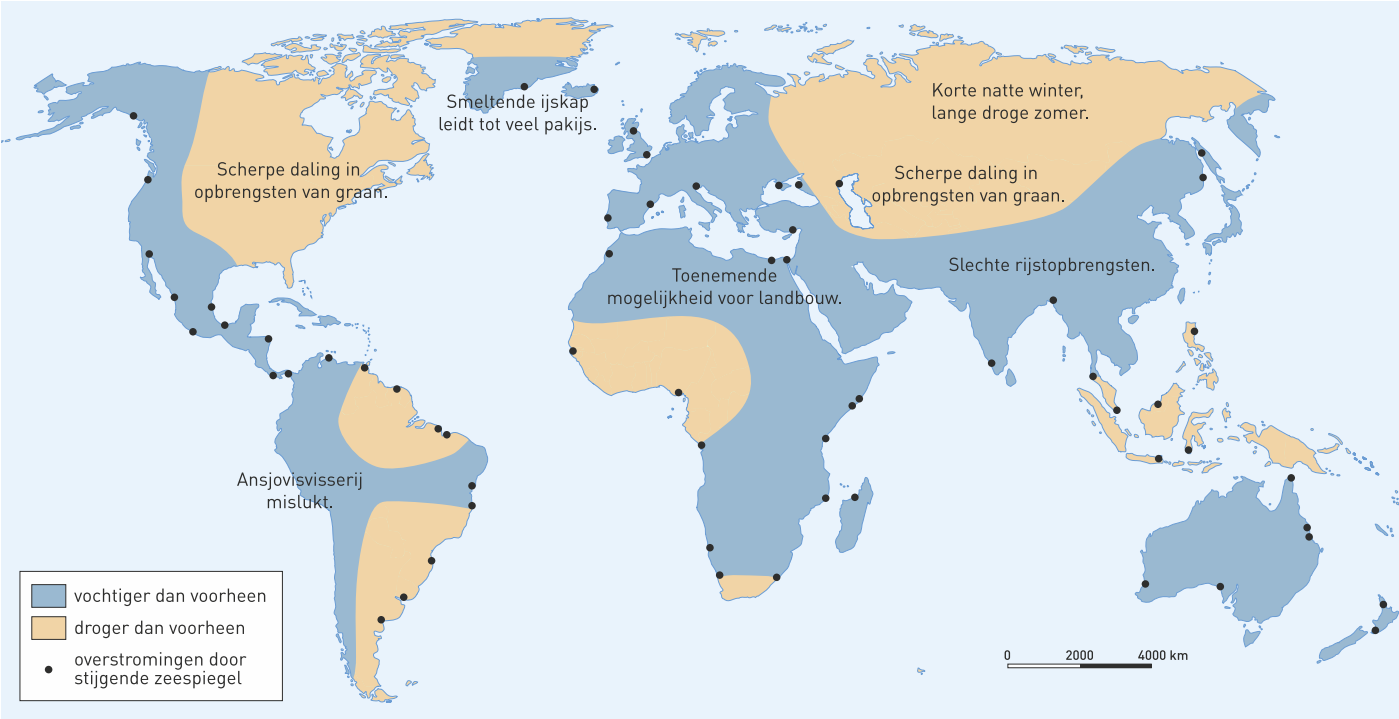 Smeltende ijskap
leidt tot veel pakijs.
Korte natte winter,
lange droge zomer.
Scherpe daling in
opbrengsten van graan.
Scherpe daling in
opbrengsten van graan.
Toenemende
mogelijkheid voor landbouw.
Slechte rijstopbrengsten.
Ansjovisvisserij
mislukt.
vochtiger dan voorheen
droger dan voorheen
overstromingen door
stijgende zeespiegel
0 2000 4000 km